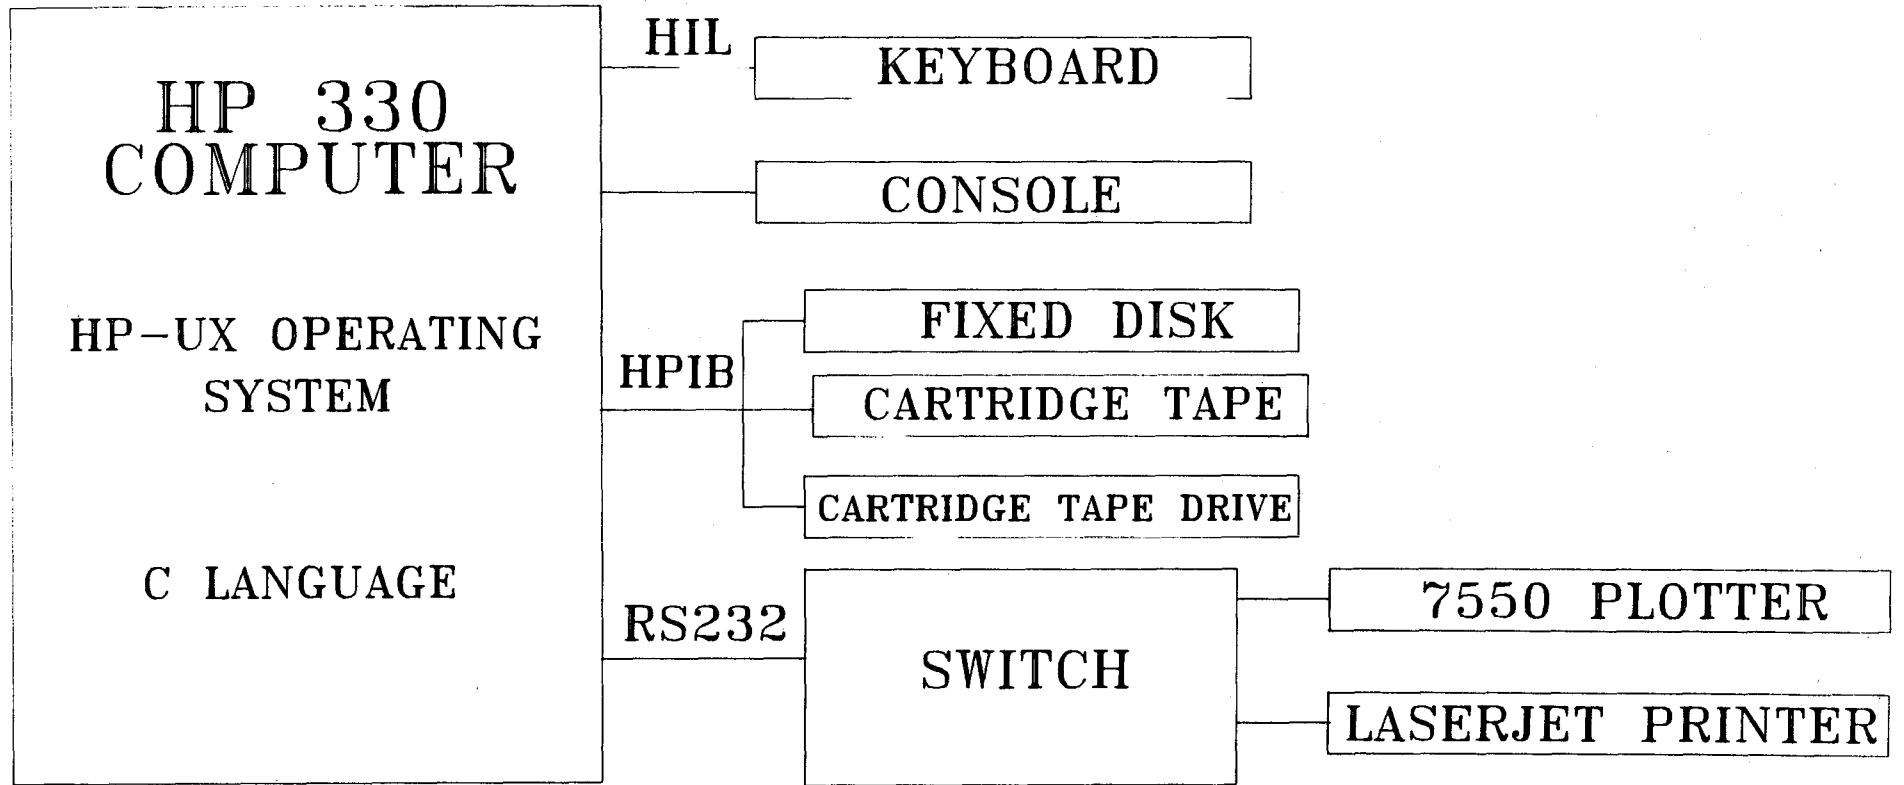 HP 330
COMPUTER
HP-UX OPERATING
SYSTEM
C LANGUAGE
HIL
KEYBOARD
CONSOLE
HPIB
FIXED DISK
CARTRIDGE TAPE
CARTRIDGE TAPE DRIVE
RS232
SWITCH
7550 PLOTTER
LASERJET PRINTER